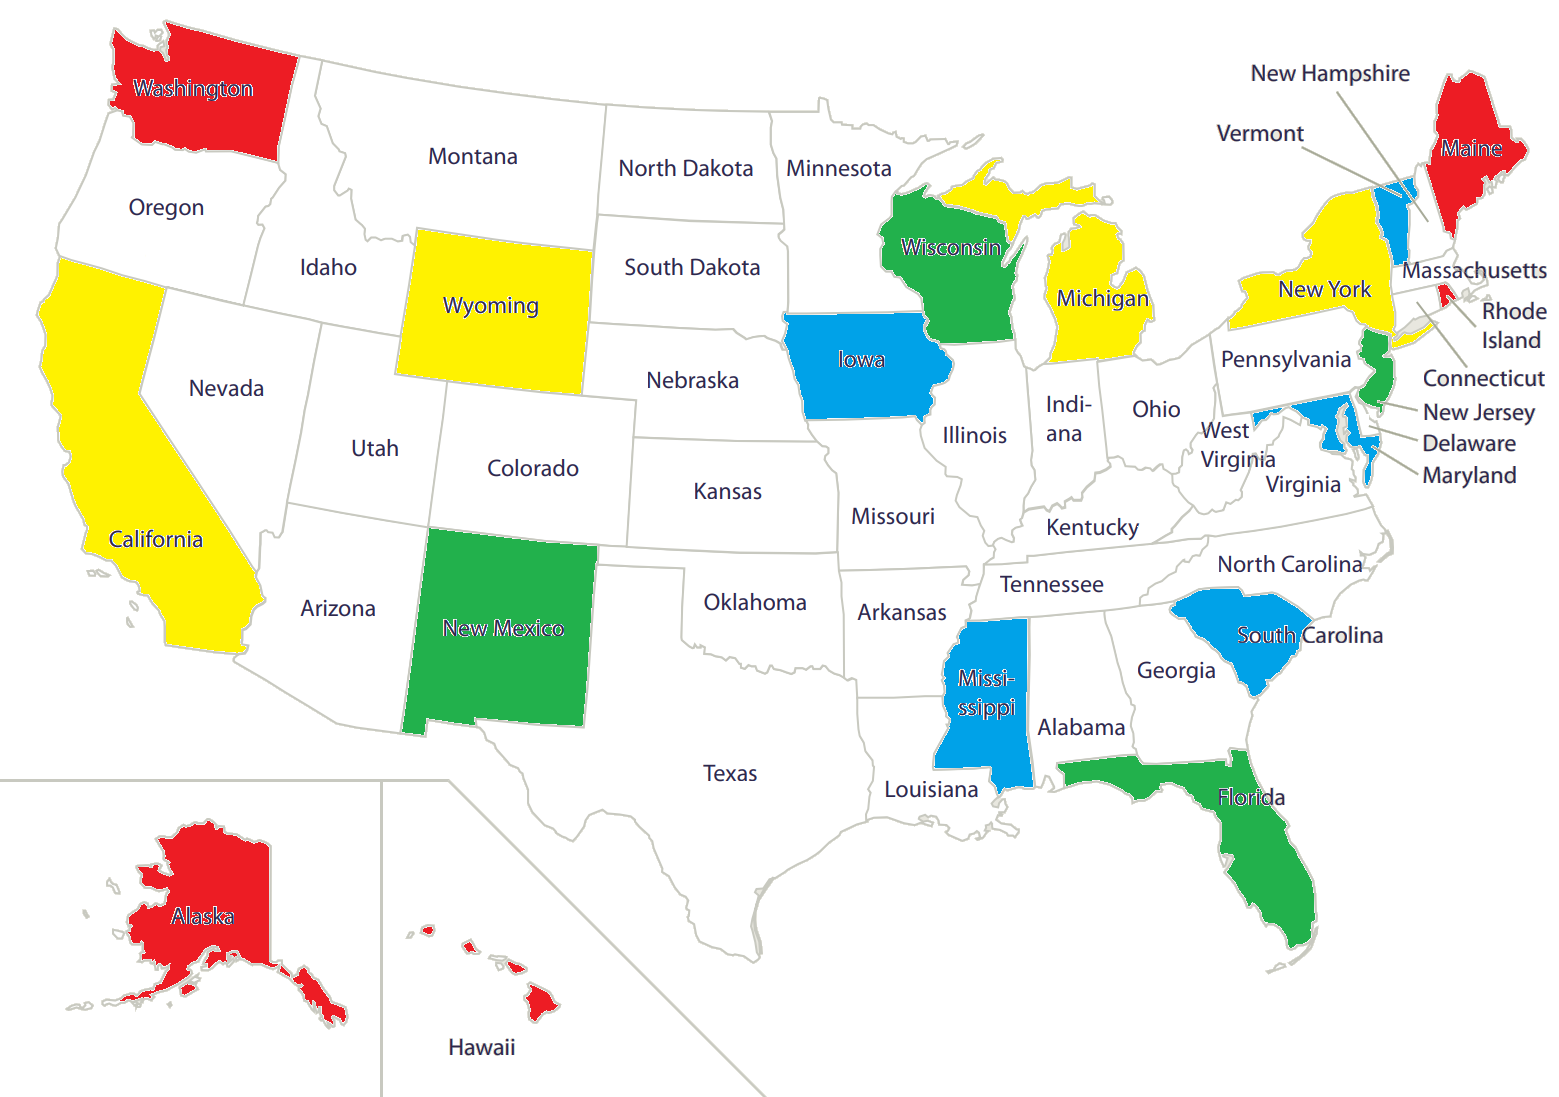 Washington
Oregon
Montana
Idaho
Wyoming
North Dakota
South Dakota
Minnesota
Wisconsin
Michigan
New Hampshire
Vermont
Maine
New York
Massachusetts
Rhode
Island
Connecticut
New Jersey
Delaware
Maryland
Pennsylvania
Nevada
Utah
Colorado
Nebraska
Kansas
Iowa
Illinois
Indi-
ana
Ohio
West
Virginia
Virginia
Missouri
Kentucky
California
Arizona
New Mexico
Oklahoma
Arkansas
Tennessee
North Carolina
South Carolina
Texas
Louisiana
Missi-
ssippi
Alabama
Georgia
Florida
Alaska
Hawaii